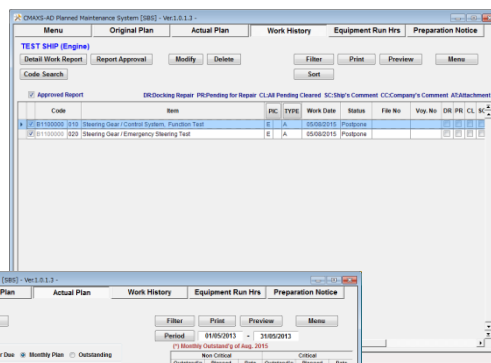 CMAXS-AD Planned Maintenance System [SBS] - Ver.1.0.1.3 -
Menu Original Plan Actual Plan Work History Equipment Run Hrs Preparation Notice
TEST SHIP (Engine)
Detail Work Report Report Approval Modify Delete Filter Print Preview Menu
Code Search Sort
Approved Report DR:Docking Repair PR:Pending for Repair CL:All Pending Cleared SC:Ship's Comment CC:Company's Comment AT:Attachment
Code Item PIC TYPE Work Date Status File No Voy. No DR PR CL SC
B1100000 010 Steering Gear / Control System, Function Test E A 05/08/2015 Postpone
B1100000 020 Steering Gear / Emergency Steering Test E A 05/08/2015 Postpone
[SBS] - Ver.1.0.1.3 -
Plan Actual Plan Work History Equipment Run Hrs Preparation Notice
Filter Print Preview Menu
Period 01/05/2013 - 31/05/2013
(*) Monthly Outstand'g of Aug. 2015
r Due Monthly Plan Outstanding Non Critical Critical